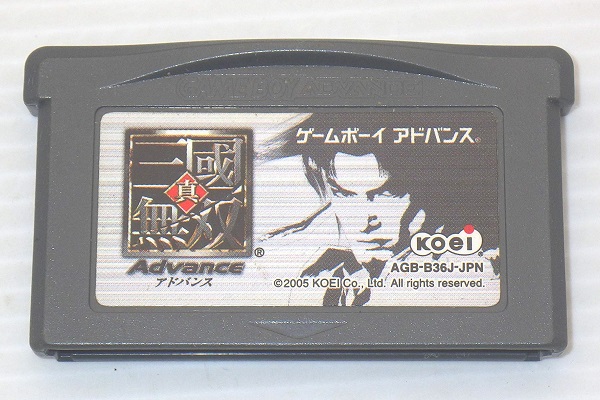 ゲームボーイ アドバンス®
真・三國無双
Advance®
アドバンス
Koei
AGB-B36J-JPN
©2005 KOEI Co., Ltd. All rights reserved.